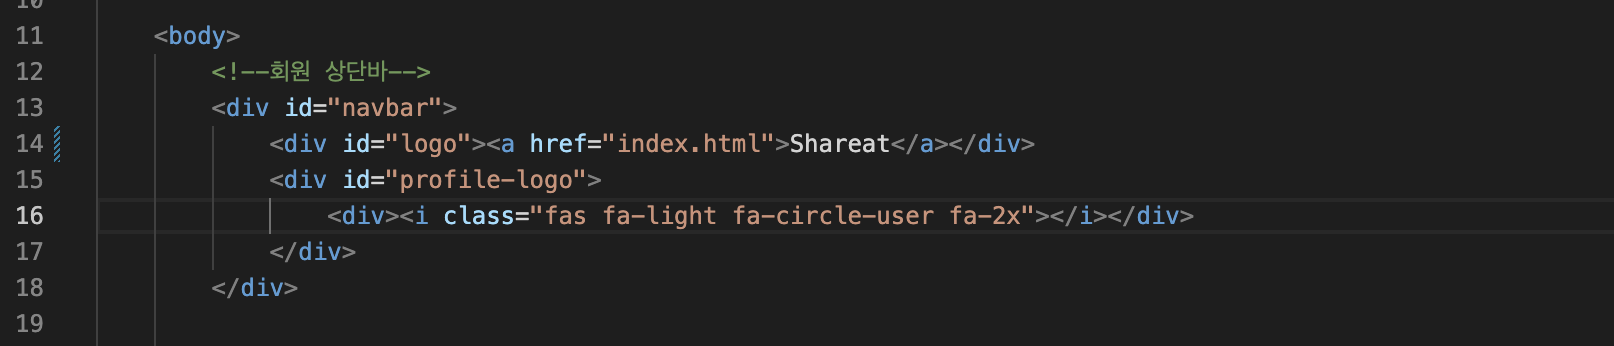 10
11 <body>
12 <!--회원 상단바-->
13 <div id="navbar">
14 <div id="logo"><a href="index.html">Shareat</a></div>
15 <div id="profile-logo">
16 <div><i class="fas fa-light fa-circle-user fa-2x"></i></div>
17 </div>
18 </div>
19